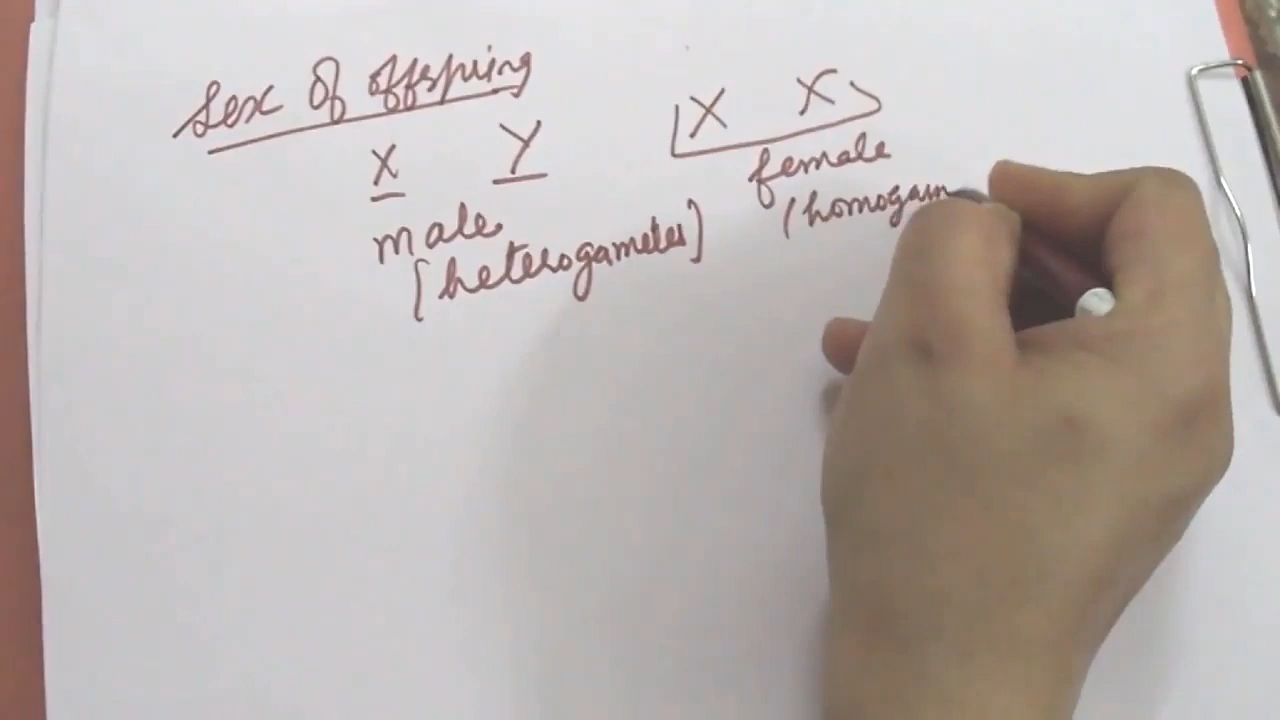 Sex Of offspring
X Y
male
[heterogametes]
X X
female
(homogam